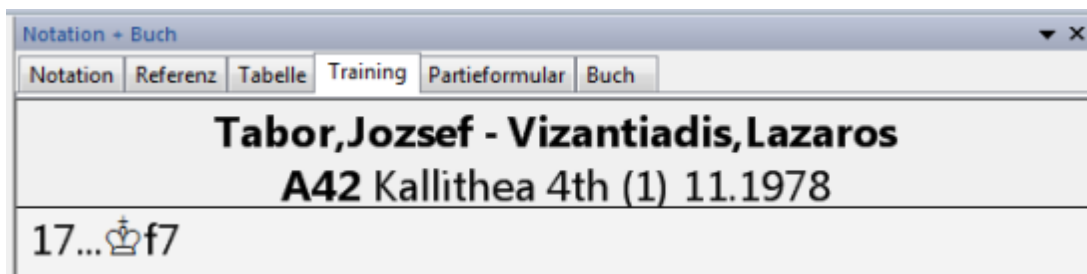 Notation + Buch
Notation Referenz Tabelle Training Partieformular Buch
Tabor,Jozsef - Vizantiadis,Lazaros
A42 Kallithea 4th (1) 11.1978
17...♔f7